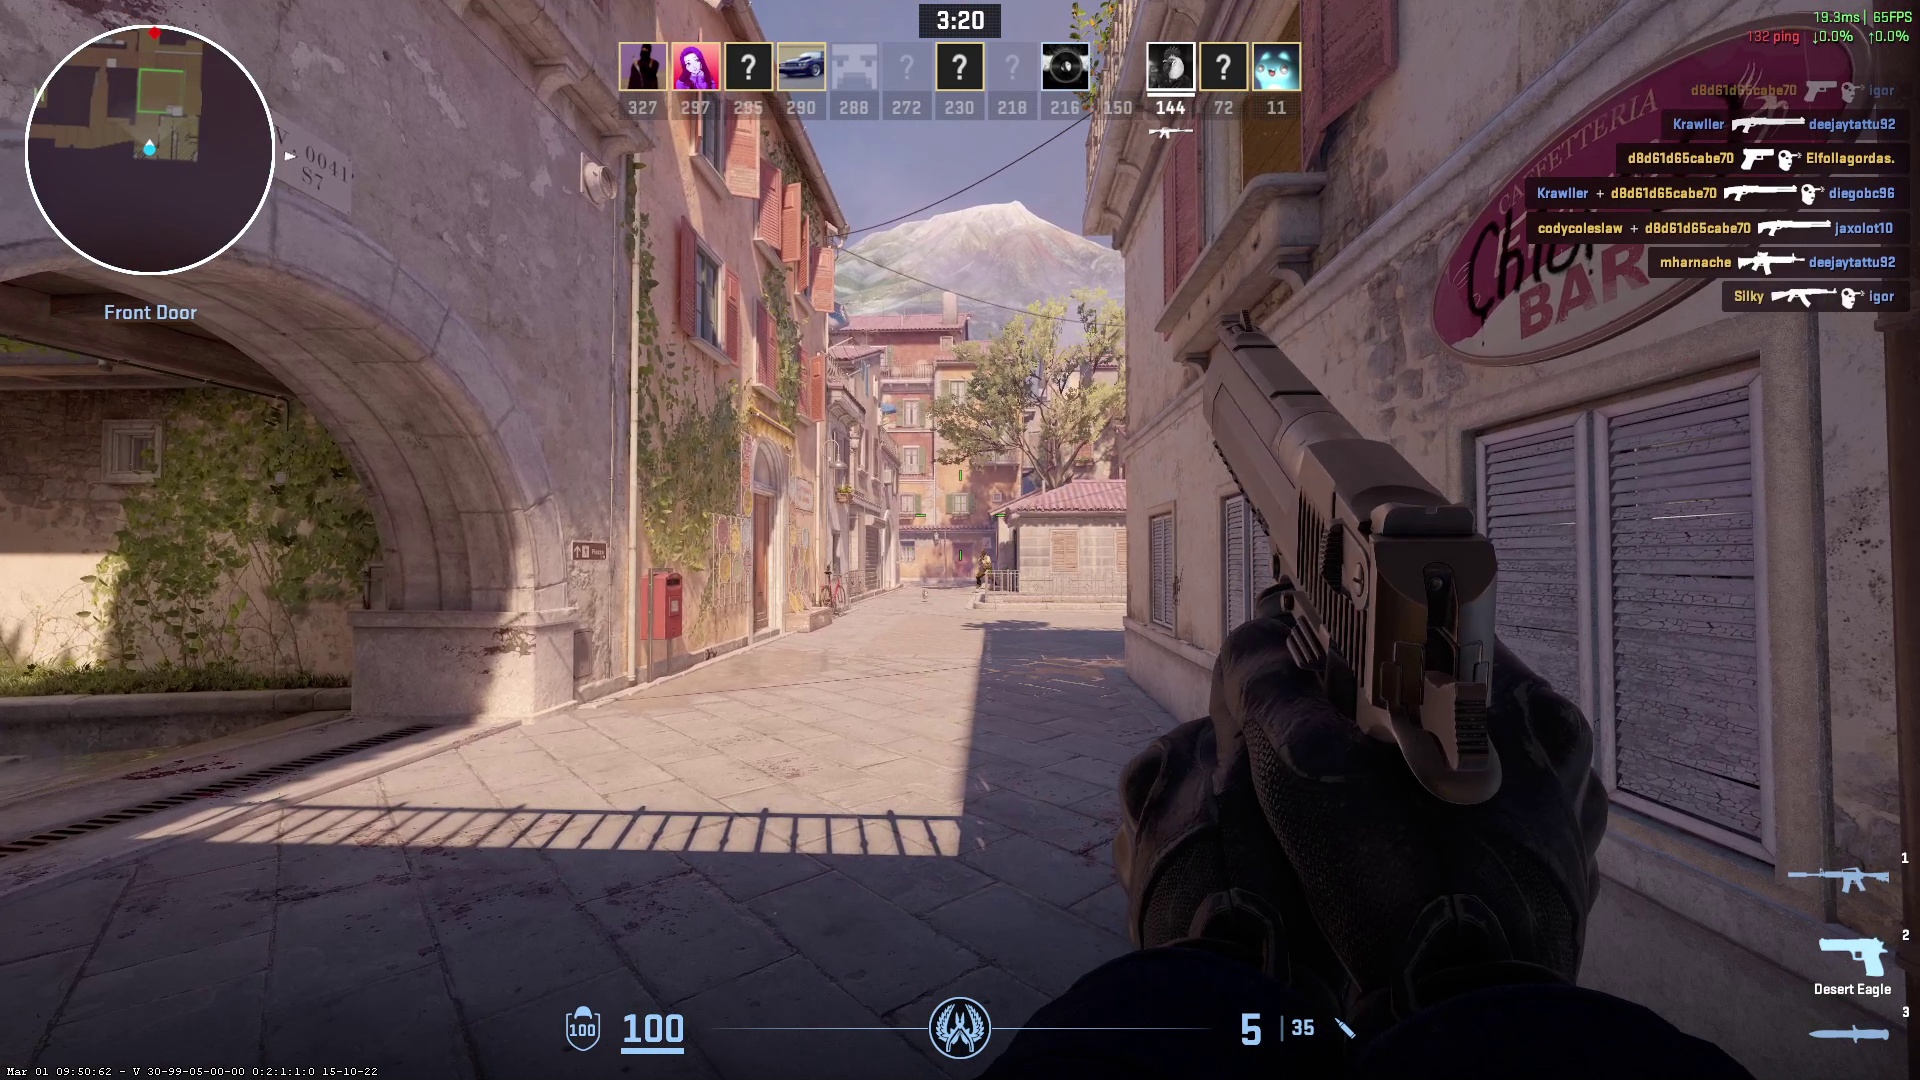 3:20
19.3ms | 65FPS
132 ping ↓0.0% ↑0.0%
? ? ? ? ?
327 297 295 290 288 272 230 218 216 150 144 72 11
d8d61d65cabe70 igor
Krawller deejaytattu92
d8d61d65cabe70 Elfollagordas.
Krawller + d8d61d65cabe70 diegobc96
codycoleslaw + d8d61d65cabe70 jaxolot10
mharnache deejaytattu92
Silky igor
V. 0041
S7
CAFFETTERIA
BAR
Front Door
1
2
Desert Eagle
3
100 100
5 | 35
Mar 01 09:50:62 - V 30-99-05-00-00 0:2:1:1:0 15-10-22